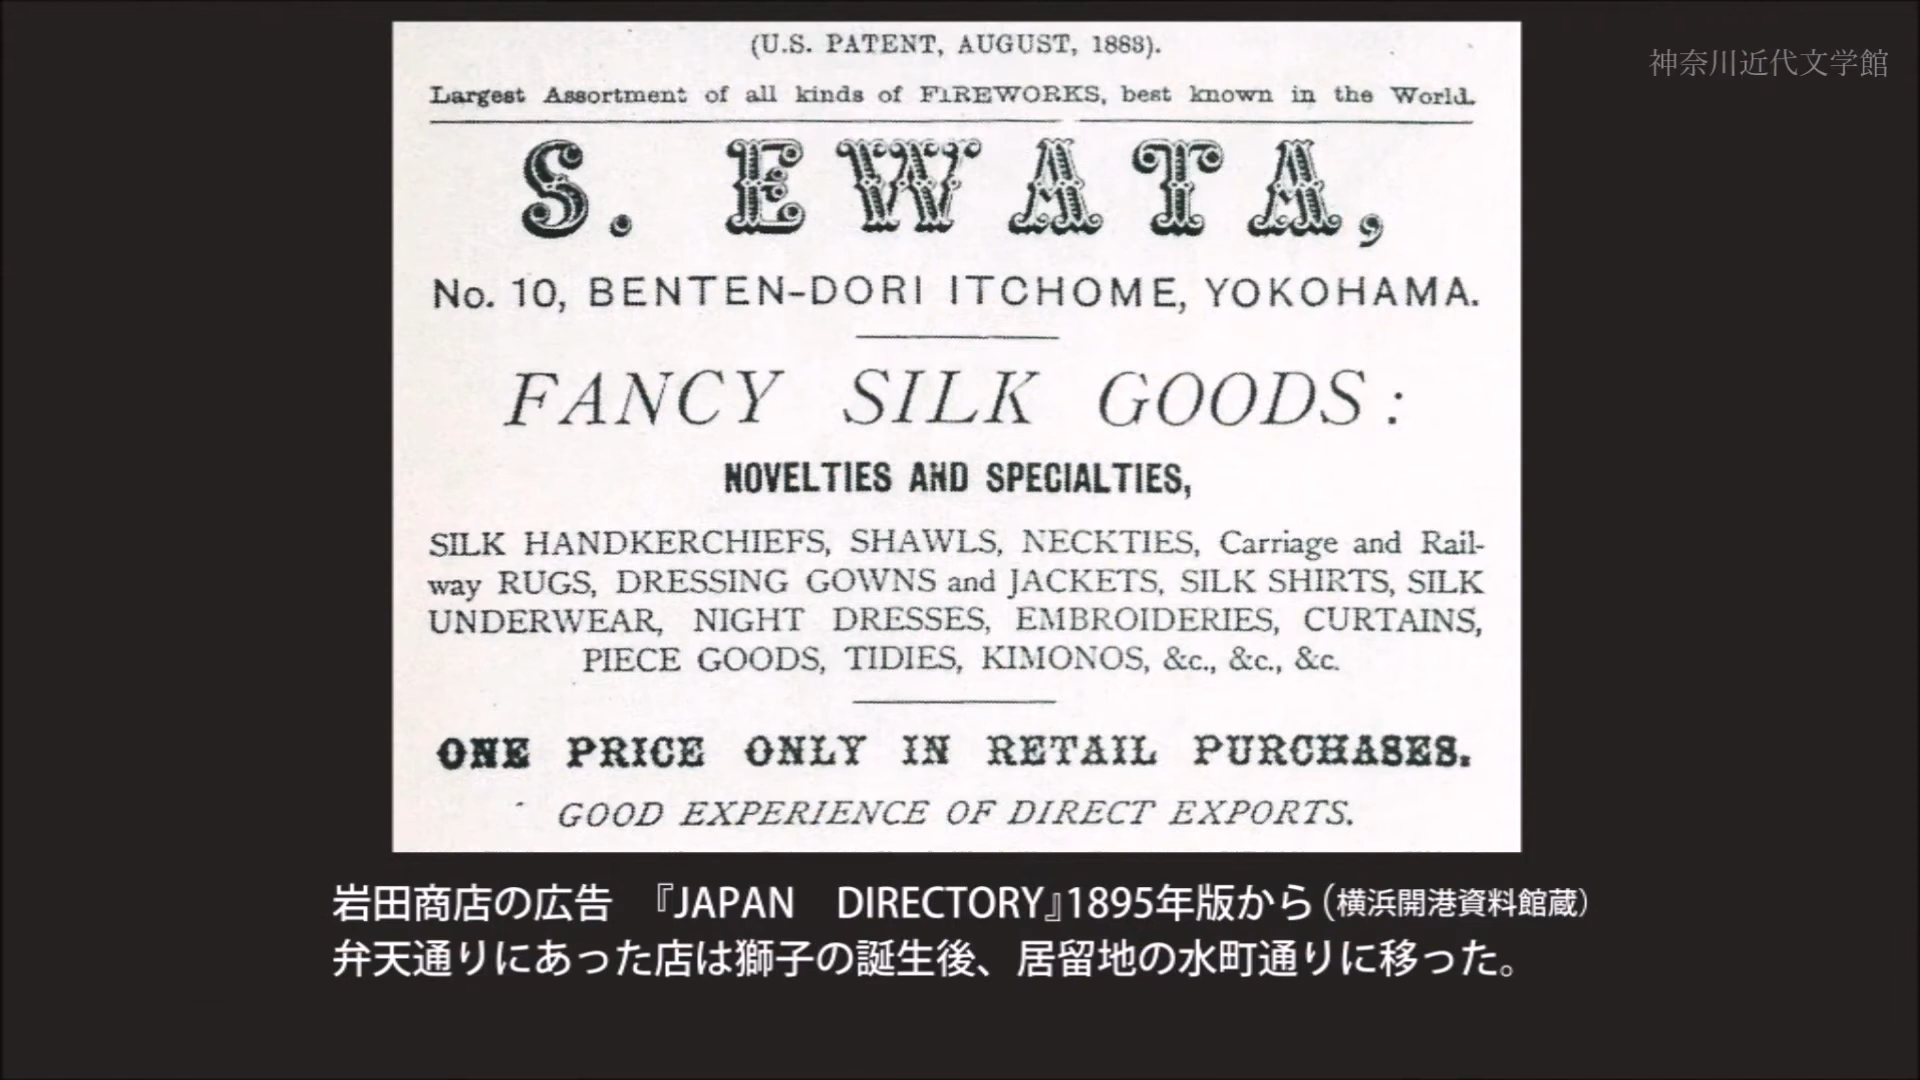 神奈川近代文学館
(U.S. PATENT, AUGUST, 1883).
Largest Assortment of all kinds of FIREWORKS, best known in the World.
S. EWATA,
No. 10, BENTEN-DORI ITCHOME, YOKOHAMA.
FANCY SILK GOODS:
NOVELTIES AND SPECIALTIES,
SILK HANDKERCHIEFS, SHAWLS, NECKTIES, Carriage and Rail-
way RUGS, DRESSING GOWNS and JACKETS, SILK SHIRTS, SILK
UNDERWEAR, NIGHT DRESSES, EMBROIDERIES, CURTAINS,
PIECE GOODS, TIDIES, KIMONOS, &c., &c., &c.
ONE PRICE ONLY IN RETAIL PURCHASES.
GOOD EXPERIENCE OF DIRECT EXPORTS.
岩田商店の広告　『JAPAN　DIRECTORY』1895年版から（横浜開港資料館蔵）
弁天通りにあった店は獅子の誕生後、居留地の水町通りに移った。